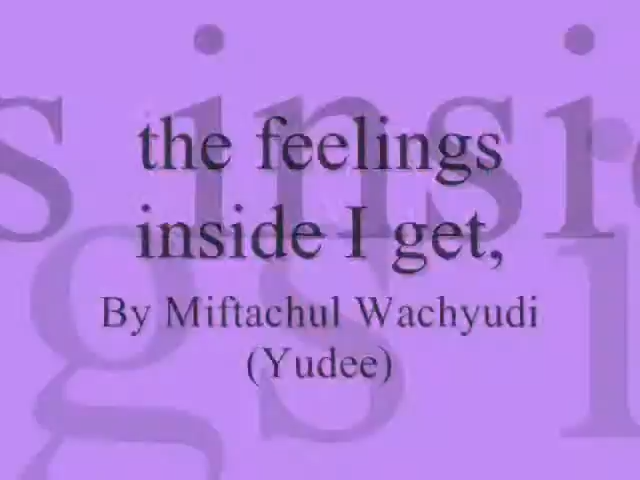 the feelings
inside I get,
By Miftachul Wachyudi
(Yudee)